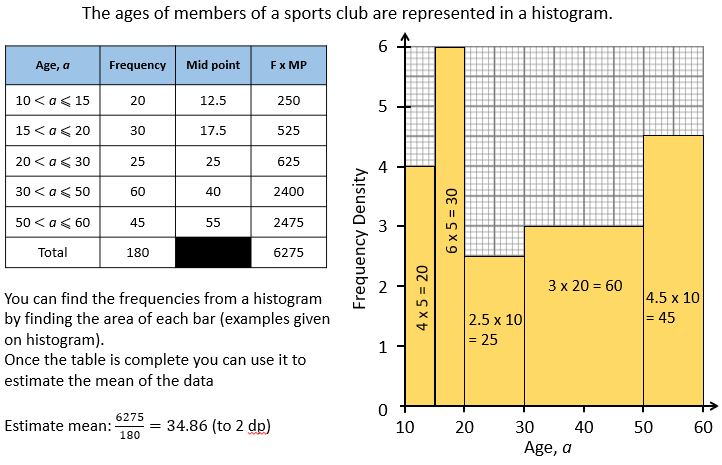 The ages of members of a sports club are represented in a histogram.
Age, a Frequency Mid point F x MP
10 < a ⩽ 15 20 12.5 250
15 < a ⩽ 20 30 17.5 525
20 < a ⩽ 30 25 25 625
30 < a ⩽ 50 60 40 2400
50 < a ⩽ 60 45 55 2475
Total 180 6275
You can find the frequencies from a histogram
by finding the area of each bar (examples given
on histogram).
Once the table is complete you can use it to
estimate the mean of the data
Estimate mean: 6275/180 = 34.86 (to 2 dp)
Frequency Density
6
5
4
3
2
1
0
4 x 5 = 20
6 x 5 = 30
2.5 x 10
= 25
3 x 20 = 60
4.5 x 10
= 45
10 20 30 40 50 60
Age, a